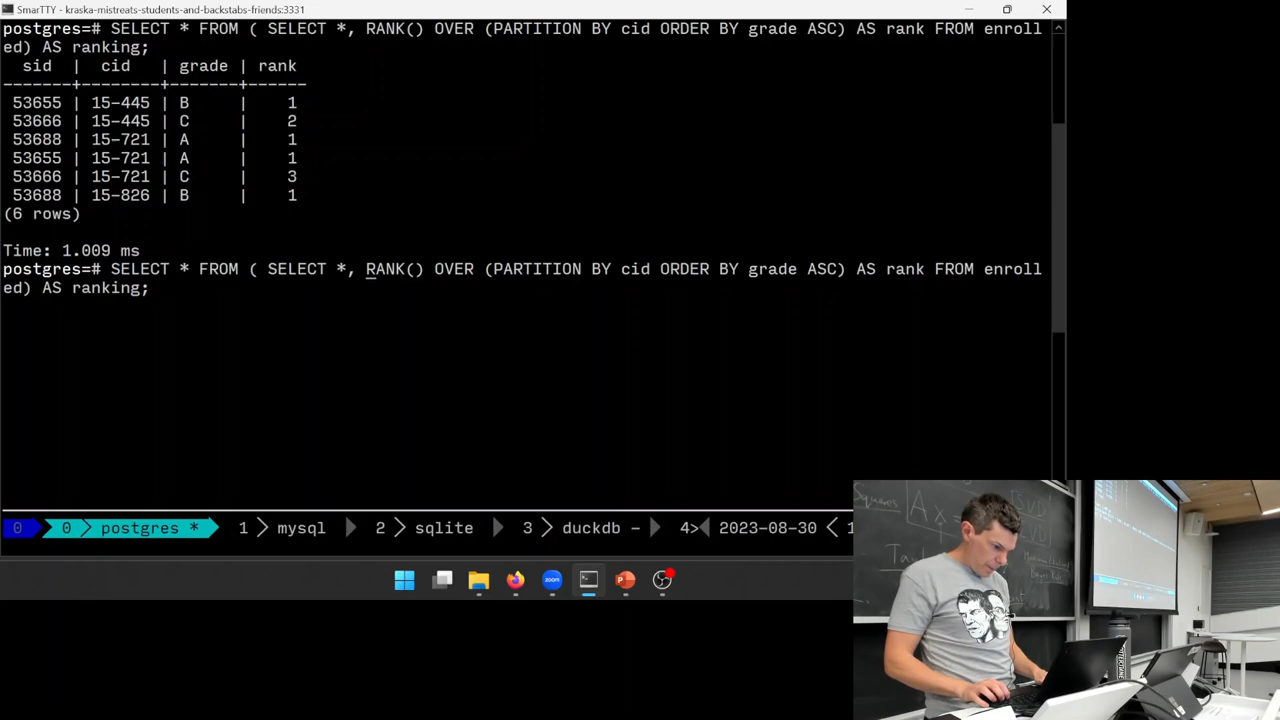 SmarTTY - kraska-mistreats-students-and-backstabs-friends:3331
postgres=# SELECT * FROM ( SELECT *, RANK() OVER (PARTITION BY cid ORDER BY grade ASC) AS rank FROM enroll
ed) AS ranking;
sid | cid | grade | rank
-------+--------+-------+------
53655 | 15-445 | B | 1
53666 | 15-445 | C | 2
53688 | 15-721 | A | 1
53655 | 15-721 | A | 1
53666 | 15-721 | C | 3
53688 | 15-826 | B | 1
(6 rows)
Time: 1.009 ms
postgres=# SELECT * FROM ( SELECT *, RANK() OVER (PARTITION BY cid ORDER BY grade ASC) AS rank FROM enroll
ed) AS ranking;
0 0 postgres * 1 mysql 2 sqlite 3 duckdb - 4> 2023-08-30 1
zoom
Squares
A x